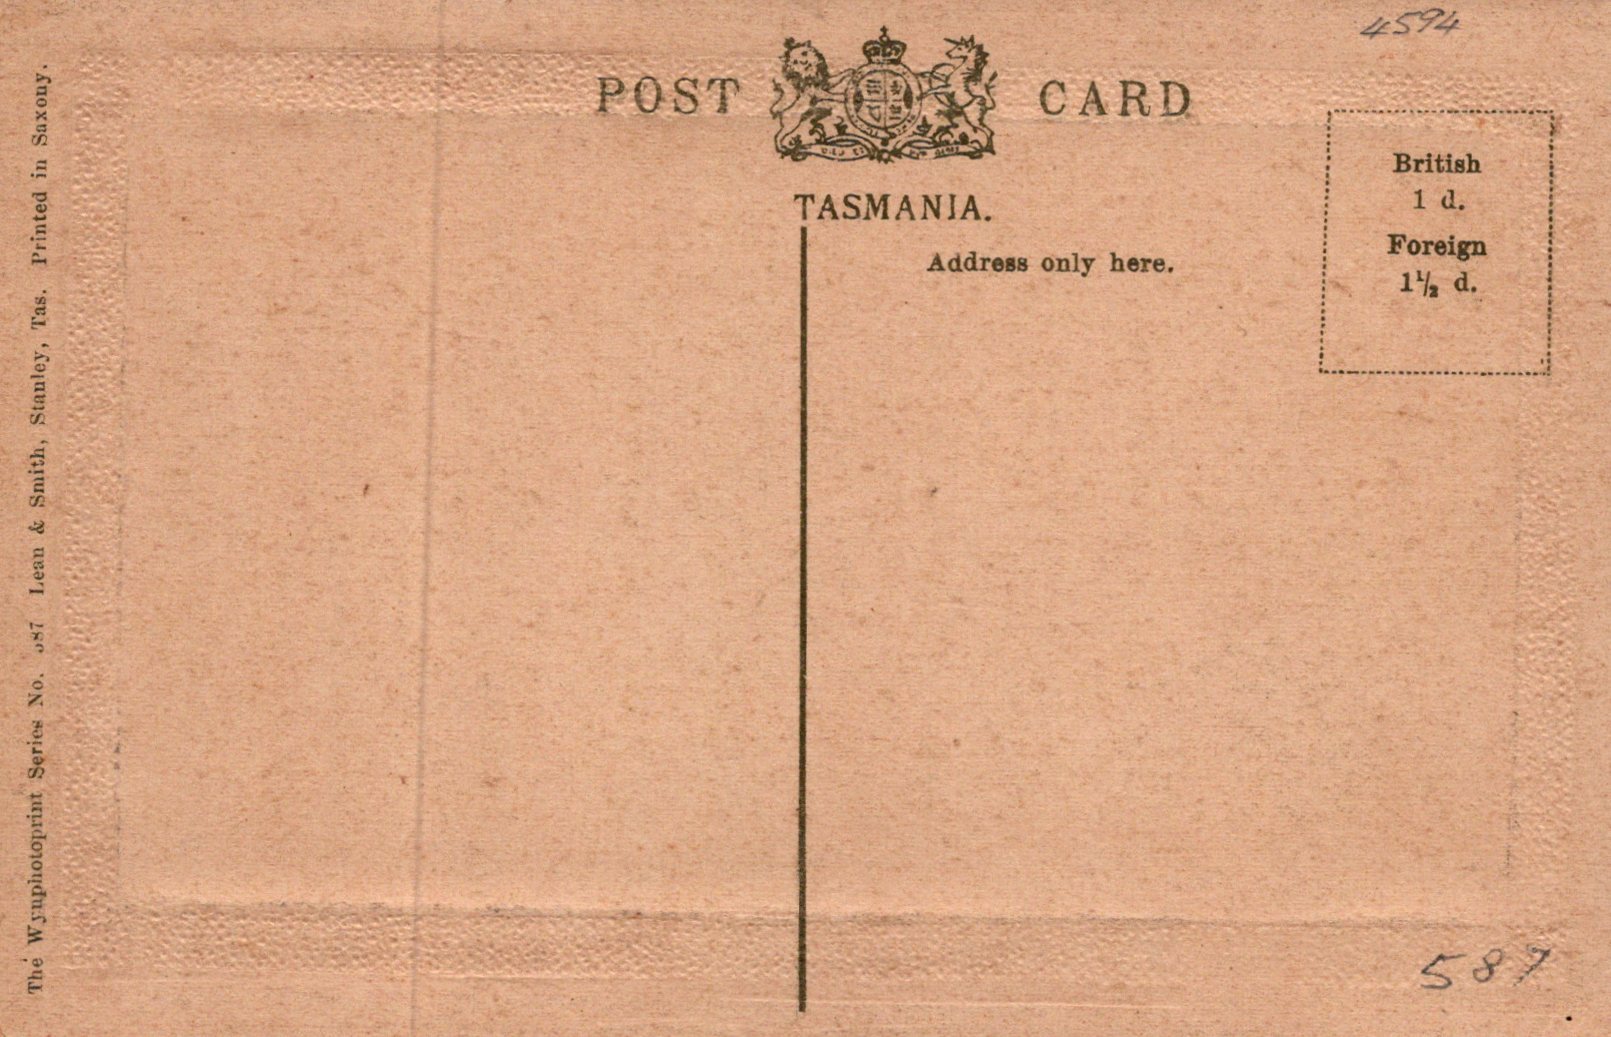 4594
POST CARD
TASMANIA.
Address only here.
British
1 d.
Foreign
1½ d.
The Wynphotoprint Series No. 587 Lean & Smith, Stanley, Tas. Printed in Saxony.
587